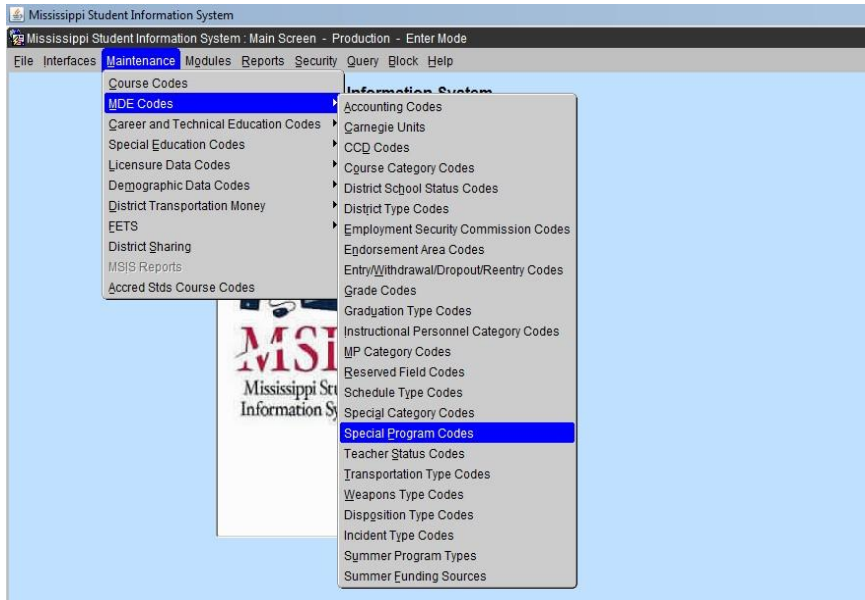 Mississippi Student Information System
Mississippi Student Information System : Main Screen - Production - Enter Mode
File Interfaces Maintenance Modules Reports Security Query Block Help
Information System
Course Codes
MDE Codes
Career and Technical Education Codes
Special Education Codes
Licensure Data Codes
Demographic Data Codes
District Transportation Money
FETS
District Sharing
MSIS Reports
Accred Stds Course Codes
Accounting Codes
Carnegie Units
CCD Codes
Course Category Codes
District School Status Codes
District Type Codes
Employment Security Commission Codes
Endorsement Area Codes
Entry/Withdrawal/Dropout/Reentry Codes
Grade Codes
Graduation Type Codes
Instructional Personnel Category Codes
MP Category Codes
Reserved Field Codes
Schedule Type Codes
Special Category Codes
Special Program Codes
Teacher Status Codes
Transportation Type Codes
Weapons Type Codes
Disposition Type Codes
Incident Type Codes
Summer Program Types
Summer Funding Sources
MSI
Mississippi Stu
Information Sy